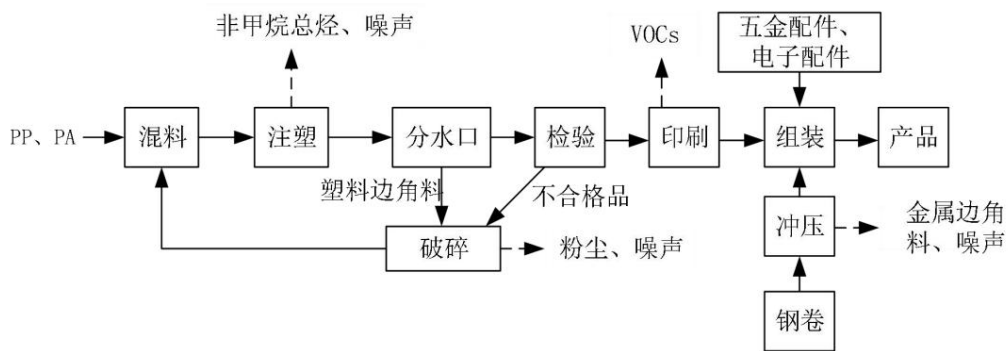 非甲烷总烃、噪声
VOCs
五金配件、
电子配件
PP、PA
混料
注塑
分水口
检验
印刷
组装
产品
塑料边角料
不合格品
破碎
粉尘、噪声
冲压
金属边角
料、噪声
钢卷